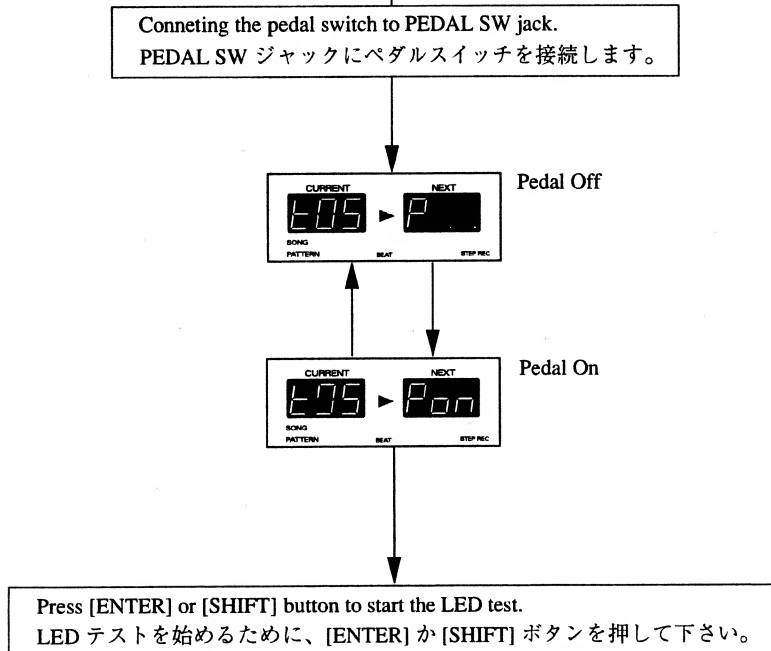 Conneting the pedal switch to PEDAL SW jack.
PEDAL SW ジャックにペダルスイッチを接続します。
CURRENT NEXT
t05 ► P
SONG
PATTERN BEAT STEP REC
Pedal Off
CURRENT NEXT
t05 ► Pon
SONG
PATTERN BEAT STEP REC
Pedal On
Press [ENTER] or [SHIFT] button to start the LED test.
LED テストを始めるために、[ENTER] か [SHIFT] ボタンを押して下さい。